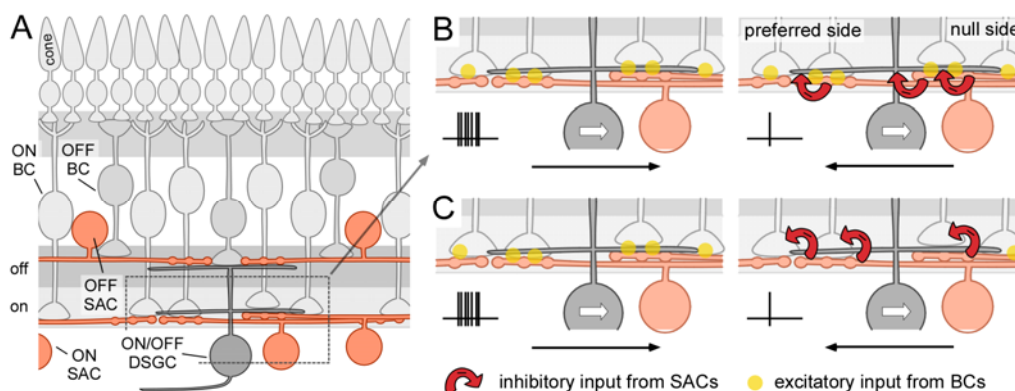 A
cone
ON
BC
OFF
BC
off
on
OFF
SAC
ON
SAC
ON/OFF
DSGC
B
preferred side
null side
C
inhibitory input from SACs
excitatory input from BCs